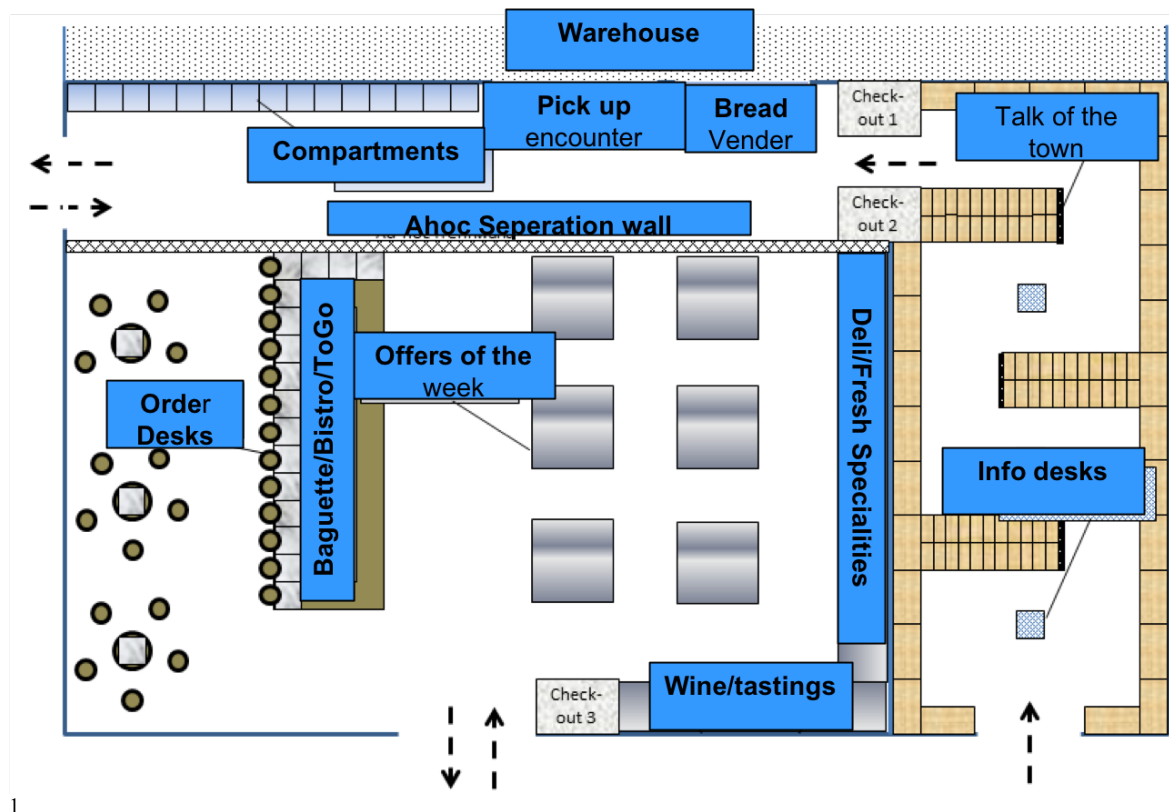 Warehouse
Pick up
encounter
Bread
Vender
Check-
out 1
Talk of the
town
Compartments
Check-
out 2
Ahoc Seperation wall
Baguette/Bistro/ToGo
Offers of the
week
Deli/Fresh Specialities
Order
Desks
Info desks
Wine/tastings
Check-
out 3
1